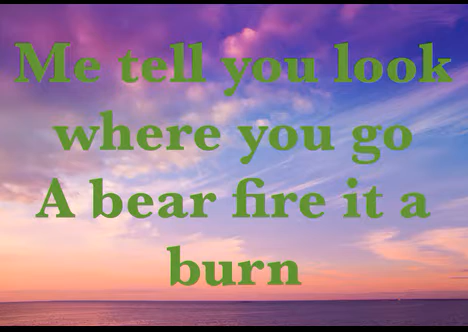 Me tell you look
where you go
A bear fire it a
burn